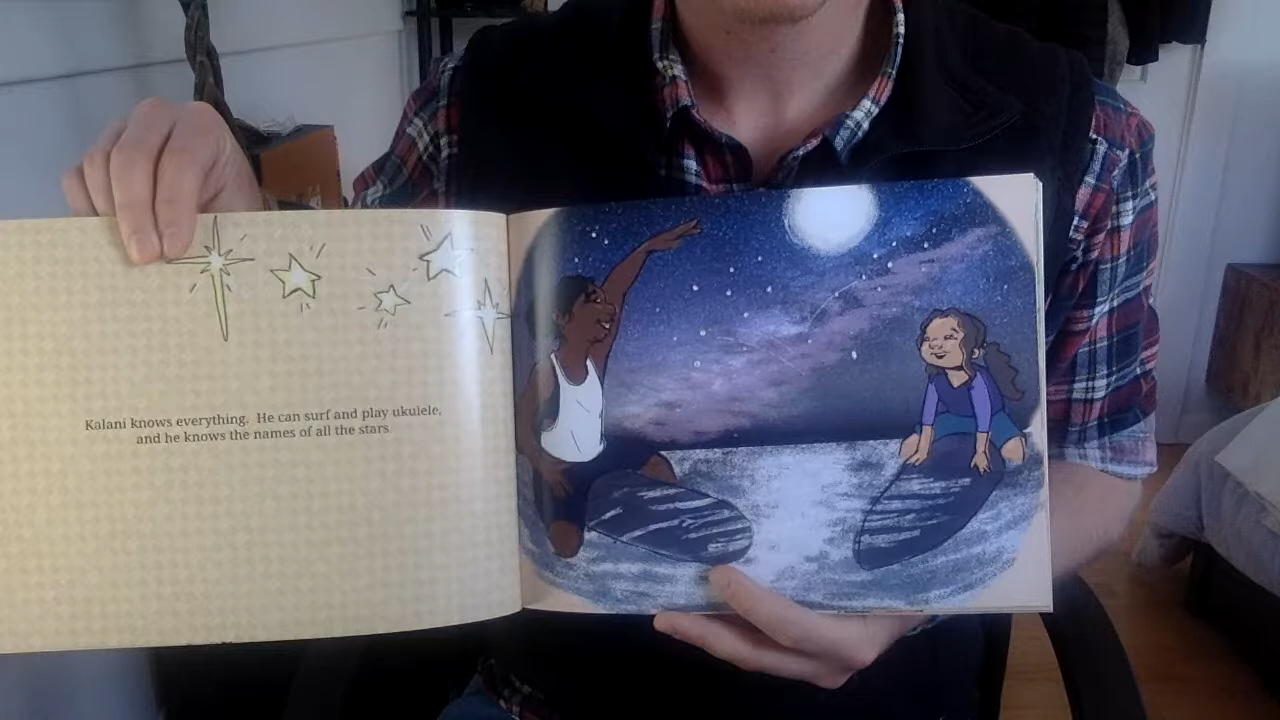 Kalani knows everything.  He can surf and play ukulele,
and he knows the names of all the stars.